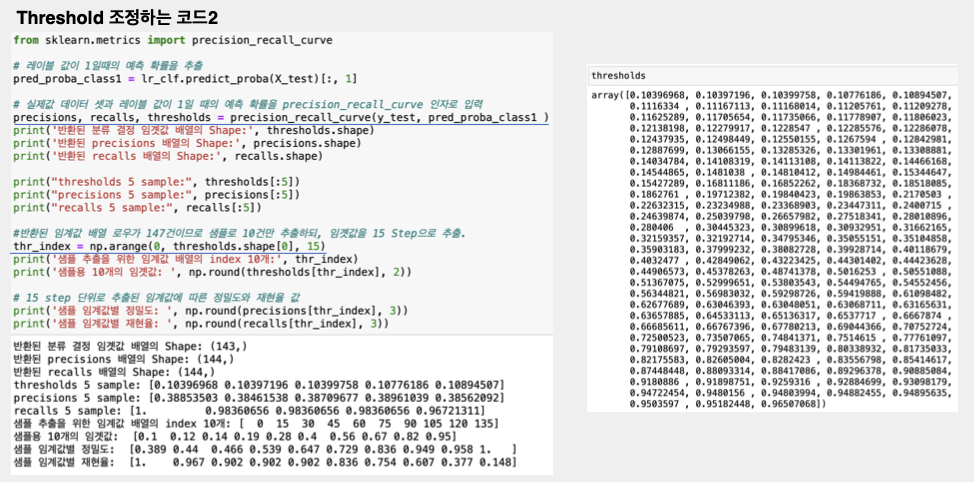 Threshold 조정하는 코드2
from sklearn.metrics import precision_recall_curve
# 레이블 값이 1일때의 예측 확률을 추출
pred_proba_class1 = lr_clf.predict_proba(X_test)[:, 1]
# 실제값 데이터 셋과 레이블 값이 1일 때의 예측 확률을 precision_recall_curve 인자로 입력
precisions, recalls, thresholds = precision_recall_curve(y_test, pred_proba_class1 )
print('반환된 분류 결정 임곗값 배열의 Shape:', thresholds.shape)
print('반환된 precisions 배열의 Shape:', precisions.shape)
print('반환된 recalls 배열의 Shape:', recalls.shape)
print("thresholds 5 sample:", thresholds[:5])
print("precisions 5 sample:", precisions[:5])
print("recalls 5 sample:", recalls[:5])
#반환된 임계값 배열 로우가 147건이므로 샘플로 10건만 추출하되, 임곗값을 15 Step으로 추출.
thr_index = np.arange(0, thresholds.shape[0], 15)
print('샘플 추출을 위한 임계값 배열의 index 10개:', thr_index)
print('샘플용 10개의 임곗값: ', np.round(thresholds[thr_index], 2))
# 15 step 단위로 추출된 임계값에 따른 정밀도와 재현율 값
print('샘플 임계값별 정밀도: ', np.round(precisions[thr_index], 3))
print('샘플 임계값별 재현율: ', np.round(recalls[thr_index], 3))
반환된 분류 결정 임곗값 배열의 Shape: (143,)
반환된 precisions 배열의 Shape: (144,)
반환된 recalls 배열의 Shape: (144,)
thresholds 5 sample: [0.10396968 0.10397196 0.10399758 0.10776186 0.10894507]
precisions 5 sample: [0.38853503 0.38461538 0.38709677 0.38961039 0.38562092]
recalls 5 sample: [1. 0.98360656 0.98360656 0.98360656 0.96721311]
샘플 추출을 위한 임계값 배열의 index 10개: [ 0 15 30 45 60 75 90 105 120 135]
샘플용 10개의 임곗값: [0.1 0.12 0.14 0.19 0.28 0.4 0.56 0.67 0.82 0.95]
샘플 임계값별 정밀도: [0.389 0.44 0.466 0.539 0.647 0.729 0.836 0.949 0.958 1. ]
샘플 임계값별 재현율: [1. 0.967 0.902 0.902 0.902 0.836 0.754 0.607 0.377 0.148]
thresholds
array([0.10396968, 0.10397196, 0.10399758, 0.10776186, 0.10894507,
0.1116334 , 0.11167113, 0.11168014, 0.11205761, 0.11209278,
0.11625289, 0.11705654, 0.11735066, 0.11778907, 0.11806023,
0.12138198, 0.12279917, 0.1228547 , 0.12285576, 0.12286078,
0.12437935, 0.12498449, 0.12550155, 0.1267594 , 0.12842981,
0.12887699, 0.13066155, 0.13285326, 0.13301961, 0.13308881,
0.14034784, 0.14108319, 0.14113108, 0.14113822, 0.14466168,
0.14544865, 0.1481038 , 0.14810412, 0.14984461, 0.15344647,
0.15427289, 0.16811186, 0.16852262, 0.18368732, 0.18518085,
0.1862761 , 0.19712382, 0.19840423, 0.19863853, 0.2170503 ,
0.22632315, 0.23234988, 0.23368903, 0.23447311, 0.2400715 ,
0.24639874, 0.25039798, 0.26657982, 0.27518341, 0.28010896,
0.280406 , 0.30445323, 0.30899618, 0.30932951, 0.31662165,
0.32159357, 0.32192714, 0.34795346, 0.35055151, 0.35104858,
0.35903183, 0.37999232, 0.38082728, 0.39928714, 0.40118679,
0.4032477 , 0.42849062, 0.43223425, 0.44301402, 0.44423628,
0.44906573, 0.45378263, 0.48741378, 0.5016253 , 0.50551088,
0.51367075, 0.52999651, 0.53803543, 0.54494765, 0.54552456,
0.56344821, 0.56983032, 0.59298726, 0.59419888, 0.61098482,
0.62677689, 0.63046393, 0.63048051, 0.63068711, 0.63165631,
0.63657885, 0.64533113, 0.65136317, 0.6537717 , 0.6667874 ,
0.66685611, 0.66767396, 0.67780213, 0.69044366, 0.70752724,
0.72500523, 0.73507065, 0.74841371, 0.7514615 , 0.77761097,
0.79108697, 0.79293597, 0.79483139, 0.80338932, 0.81735033,
0.82175583, 0.82605004, 0.8282423 , 0.83556798, 0.85414617,
0.87448448, 0.88093314, 0.88417086, 0.89296378, 0.90885084,
0.9180886 , 0.91898751, 0.9259316 , 0.92884699, 0.93098179,
0.94722454, 0.9480156 , 0.94803994, 0.94882455, 0.94895635,
0.9503597 , 0.95182448, 0.96507068])